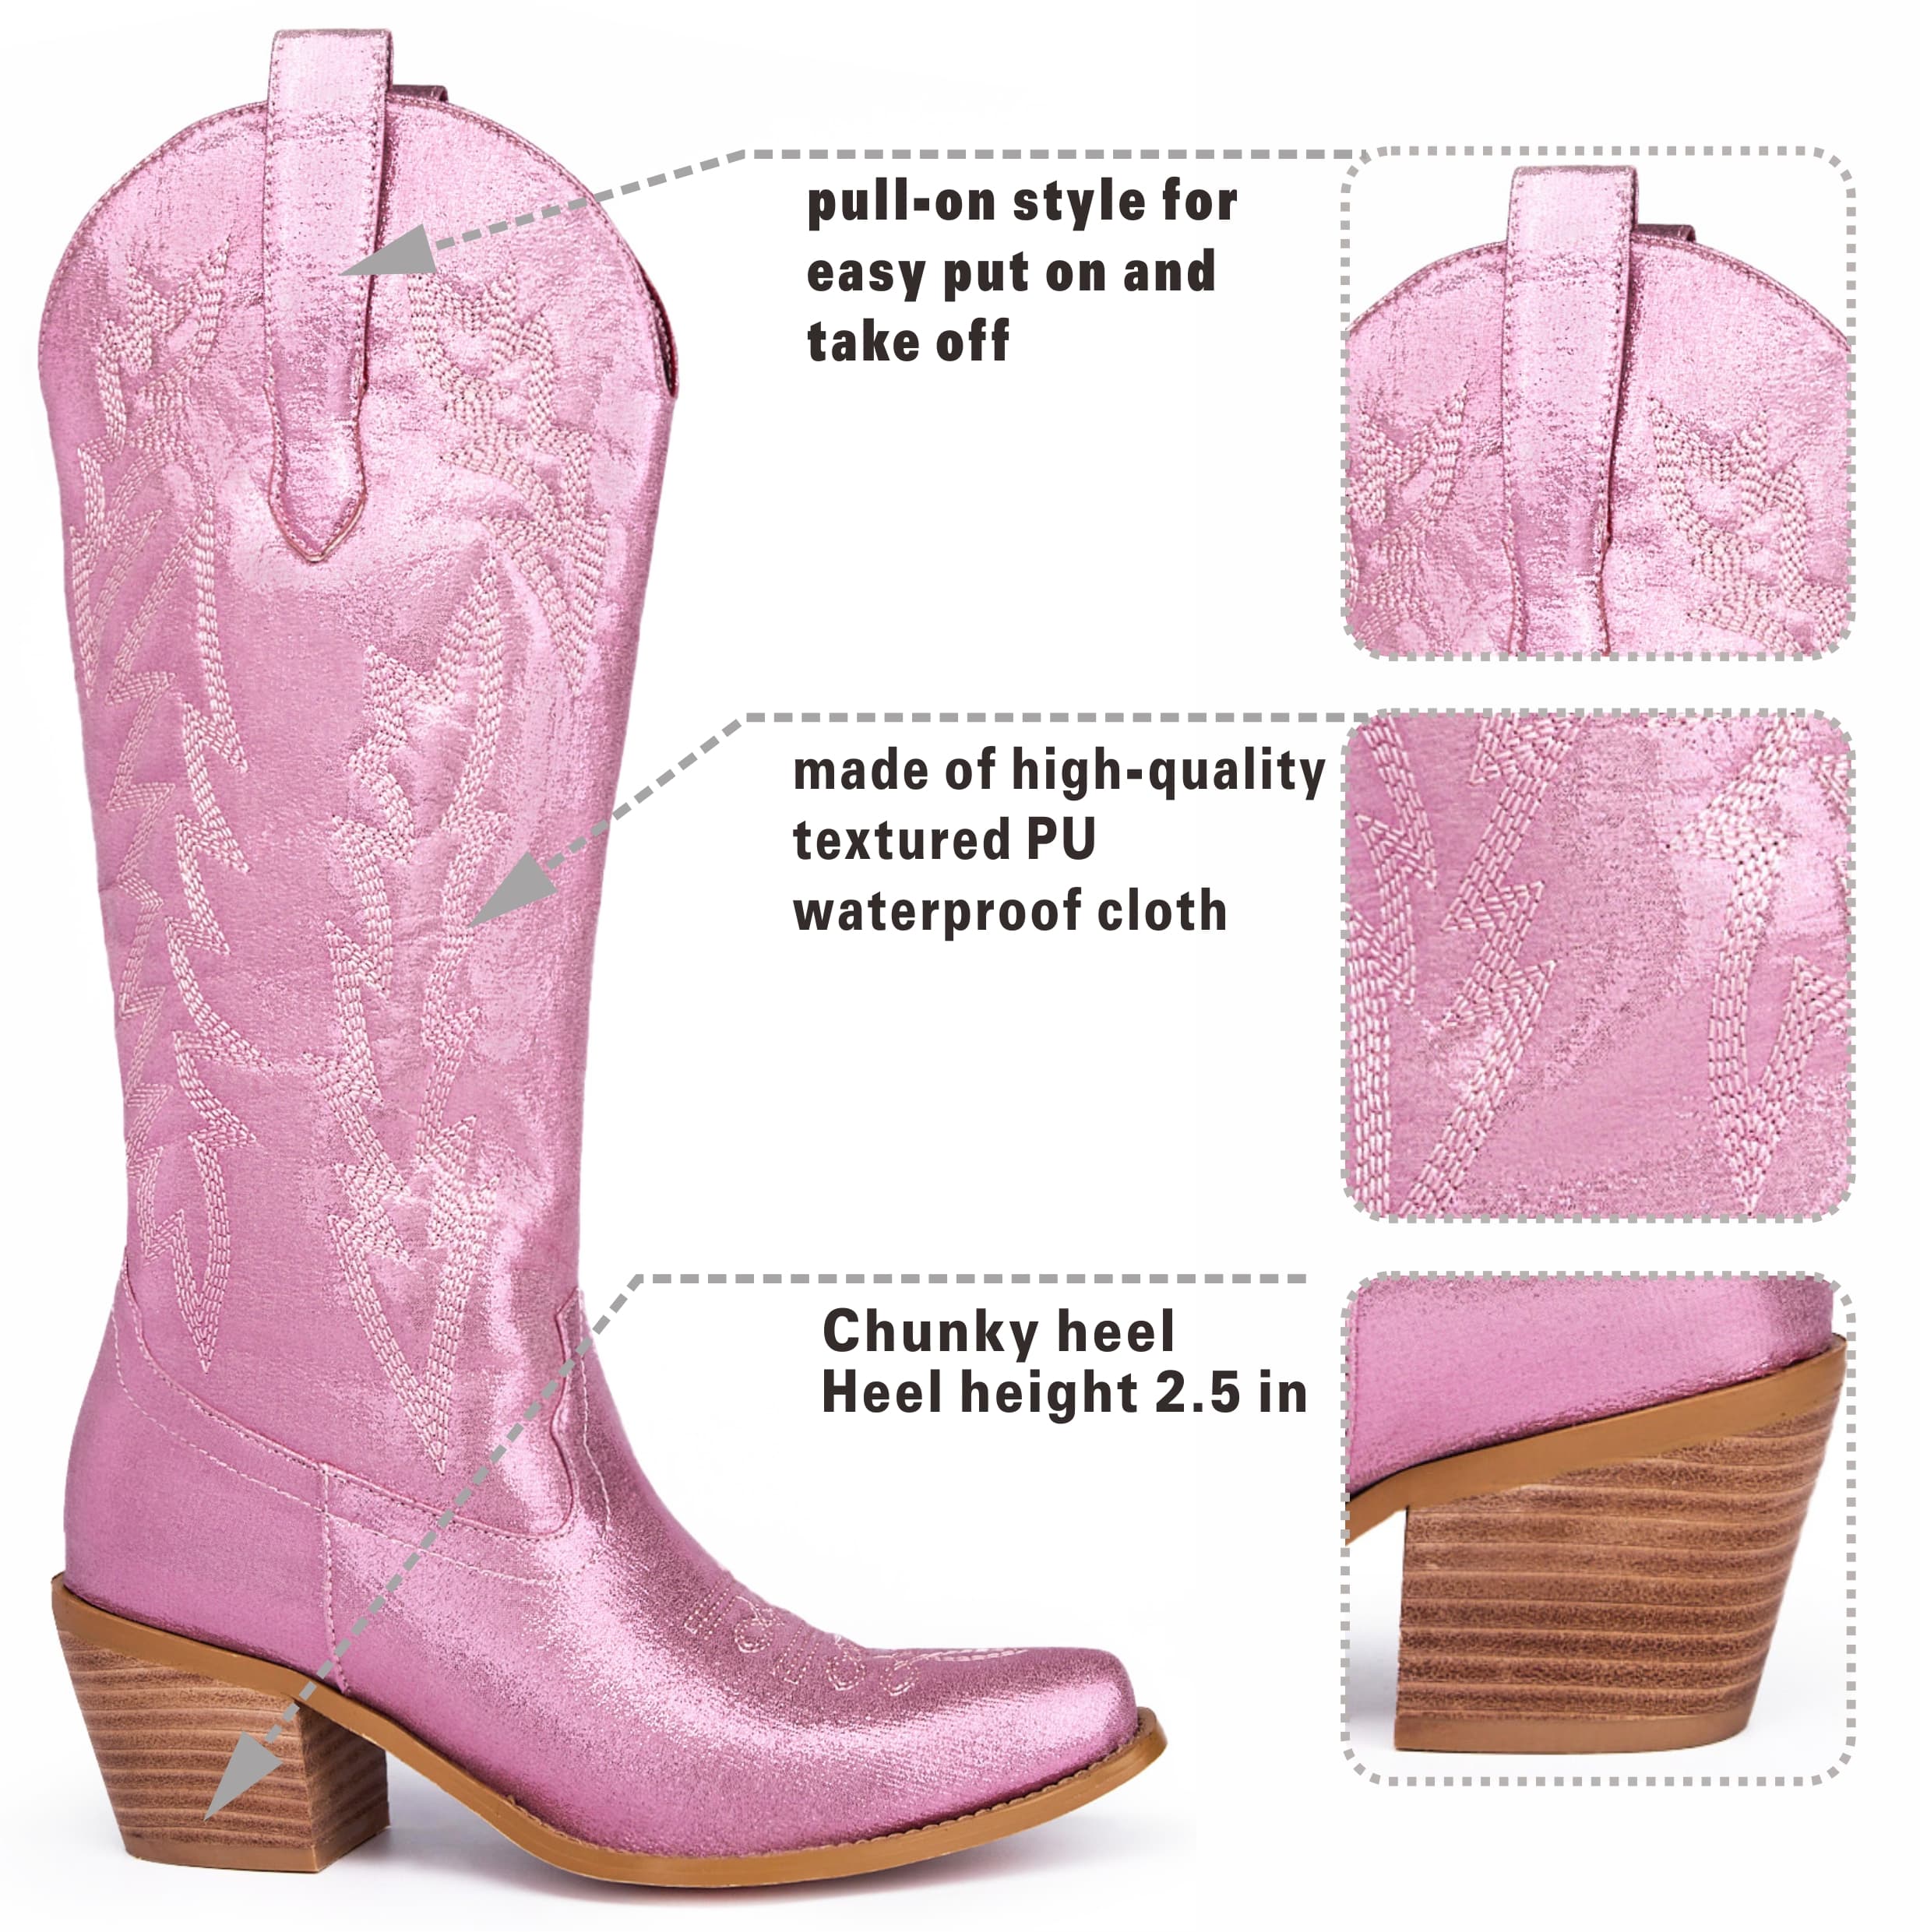 pull-on style for
easy put on and
take off
made of high-quality
textured PU
waterproof cloth
Chunky heel
Heel height 2.5 in